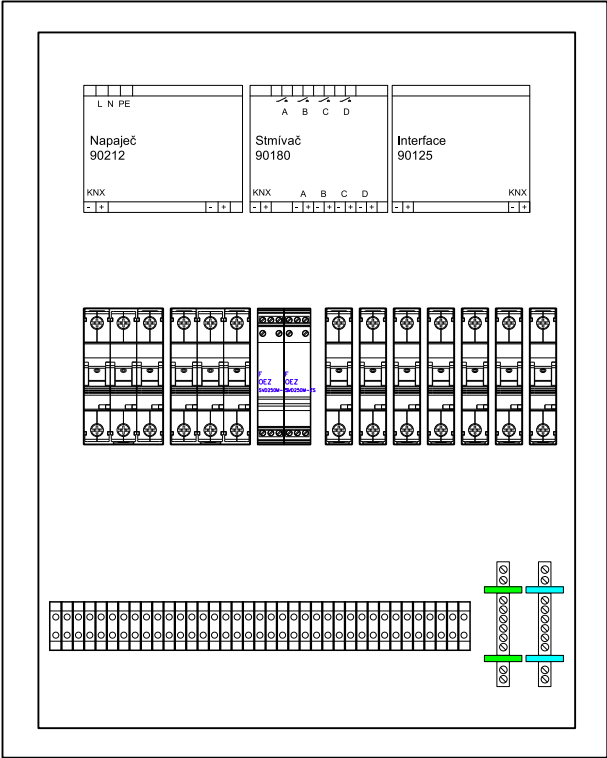 L N PE
A B C D
Napaječ
90212
Stmívač
90180
Interface
90125
KNX
KNX A B C D
KNX
- + - +
- + - + - + - + - +
- + - +
F F
OEZ OEZ